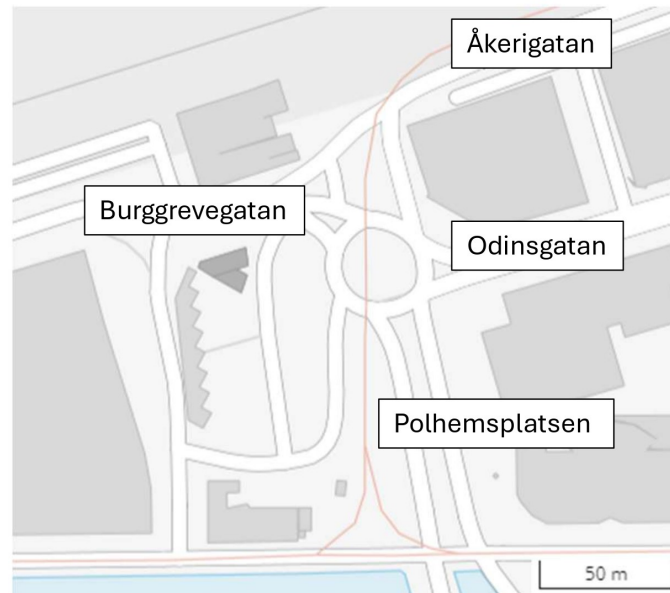 Åkerigatan
Burggrevegatan
Odinsgatan
Polhemsplatsen
50 m